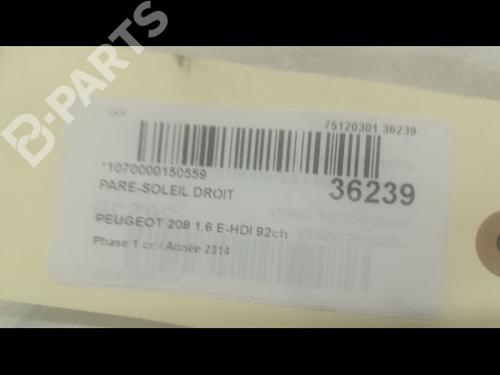 B-PARTS
75120301 36239
*1070000150559
PARE-SOLEIL DROIT
36239
PEUGEOT 208 1.6 E-HDI 92ch
Phase 1 cc / Année 2014